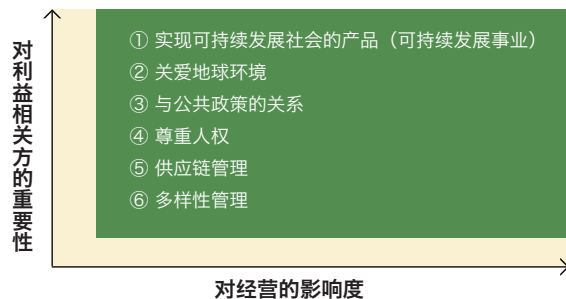 对利益相关方的重要性
① 实现可持续发展社会的产品（可持续发展事业）
② 关爱地球环境
③ 与公共政策的关系
④ 尊重人权
⑤ 供应链管理
⑥ 多样性管理
对经营的影响度